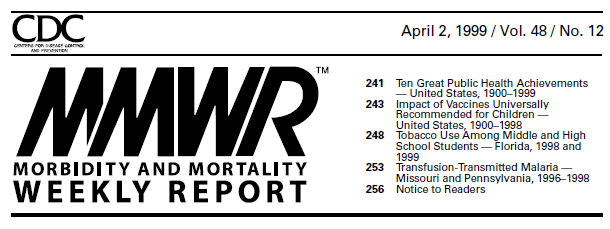 CDC
CENTERS FOR DISEASE CONTROL
AND PREVENTION
April 2, 1999 / Vol. 48 / No. 12
MMWR™
MORBIDITY AND MORTALITY
WEEKLY REPORT
241 Ten Great Public Health Achievements
— United States, 1900–1999
243 Impact of Vaccines Universally
Recommended for Children —
United States, 1900–1998
248 Tobacco Use Among Middle and High
School Students — Florida, 1998 and
1999
253 Transfusion-Transmitted Malaria —
Missouri and Pennsylvania, 1996–1998
256 Notice to Readers